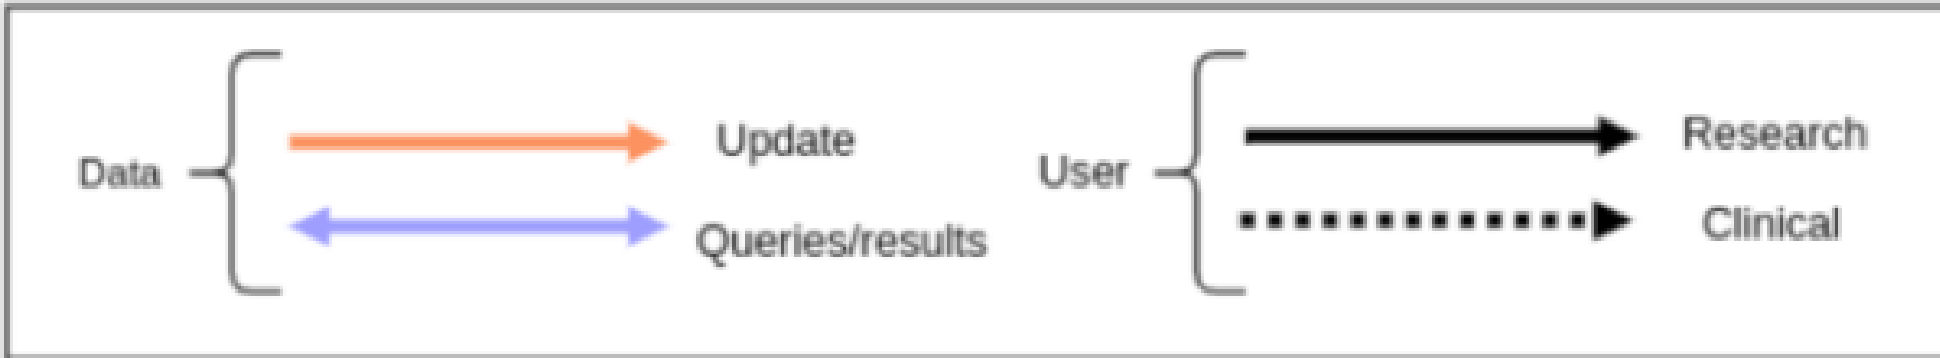 Data
Update
Queries/results
User
Research
Clinical